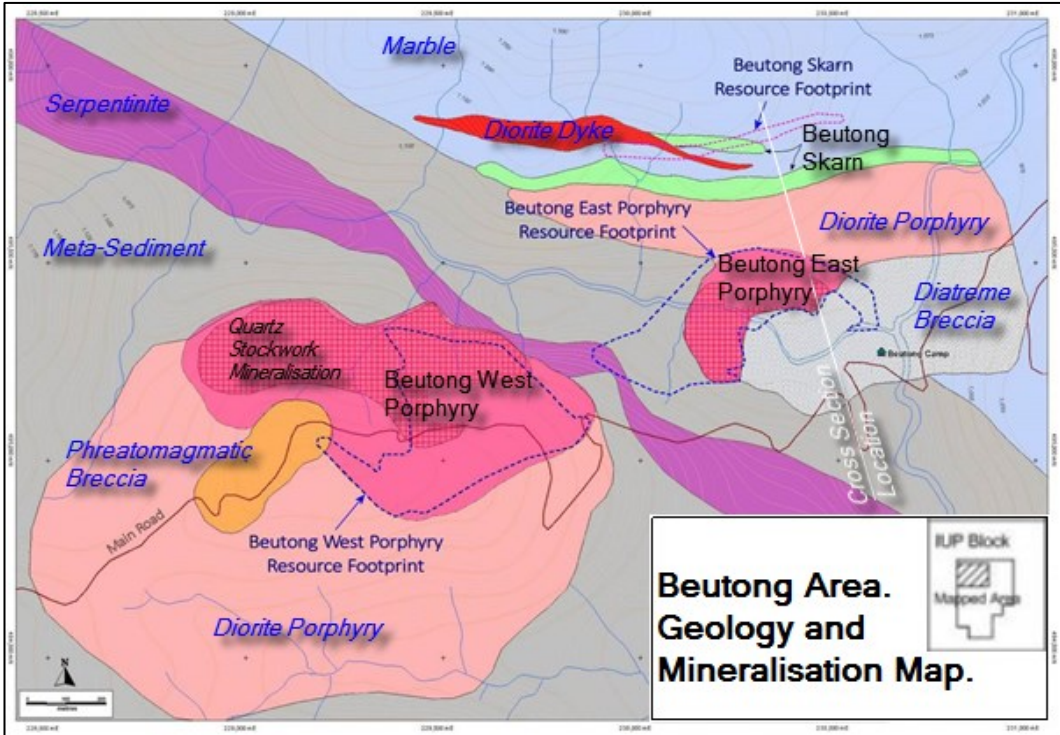 Marble
Serpentinite
Beutong Skarn
Resource Footprint
Diorite Dyke
Beutong
Skarn
Beutong East Porphyry
Resource Footprint
Diorite Porphyry
Meta-Sediment
Beutong East
Porphyry
Diatreme
Breccia
Quartz
Stockwork
Mineralisation
Beutong Camp
Beutong West
Porphyry
Phreatomagmatic
Breccia
Cross Section
Location
Main Road
Beutong West Porphyry
Resource Footprint
Diorite Porphyry
IUP Block
Mapped Area
Beutong Area.
Geology and
Mineralisation Map.
N
metres